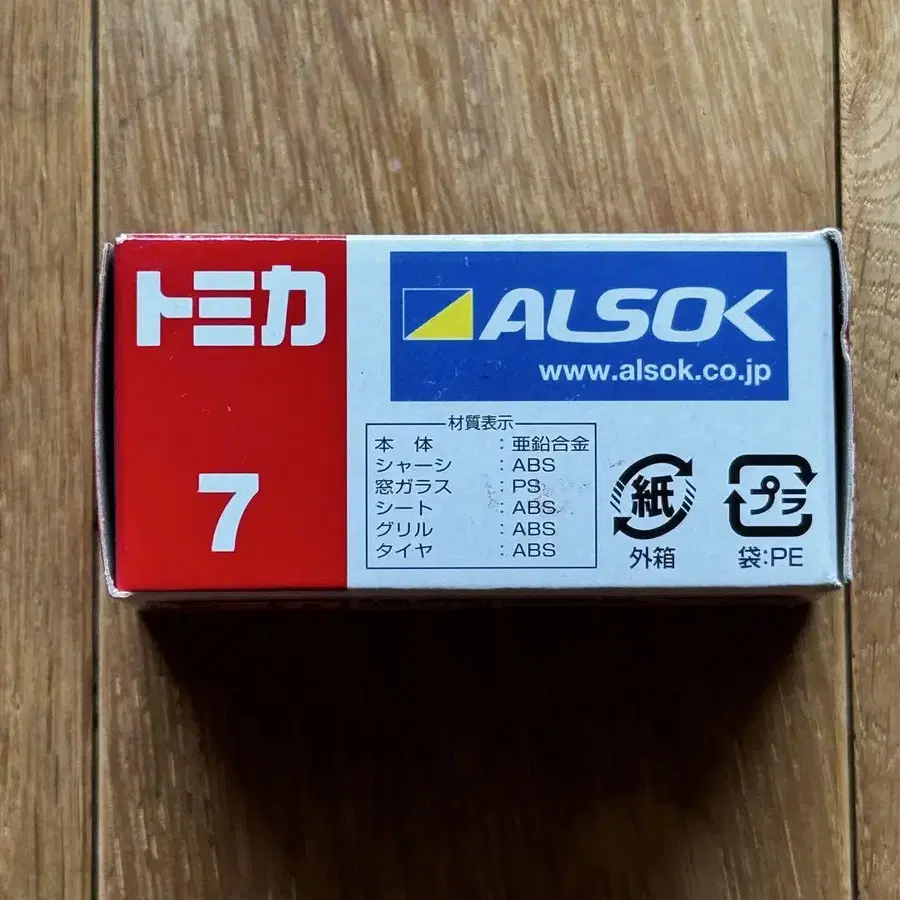 トミカ
7
ALSOK
www.alsok.co.jp
材質表示
本 体 : 亜鉛合金
シャーシ : ABS
窓ガラス : PS
シート : ABS
グリル : ABS
タイヤ : ABS
紙
外箱
プラ
袋:PE